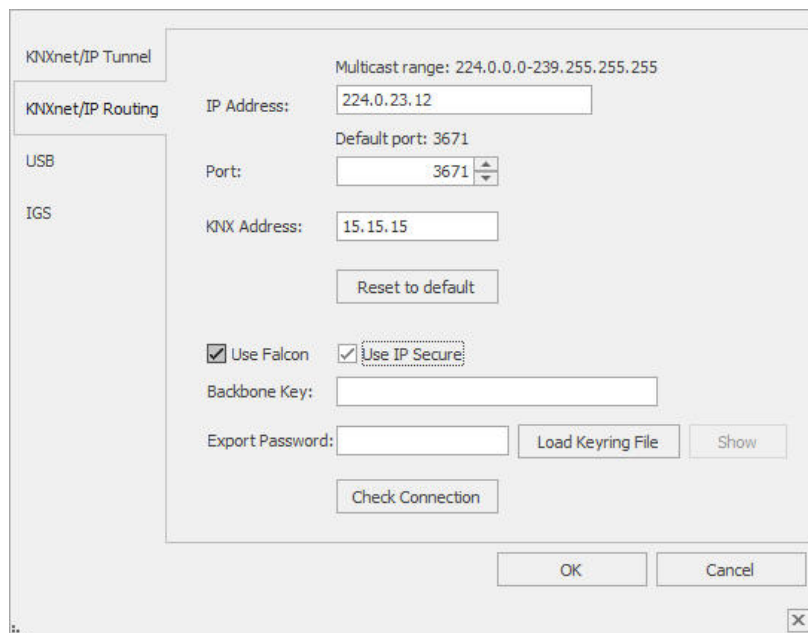 KNXnet/IP Tunnel
KNXnet/IP Routing
USB
IGS
Multicast range: 224.0.0.0-239.255.255.255
IP Address: 224.0.23.12
Default port: 3671
Port: 3671
KNX Address: 15.15.15
Reset to default
Use Falcon Use IP Secure
Backbone Key:
Export Password: Load Keyring File Show
Check Connection
OK Cancel